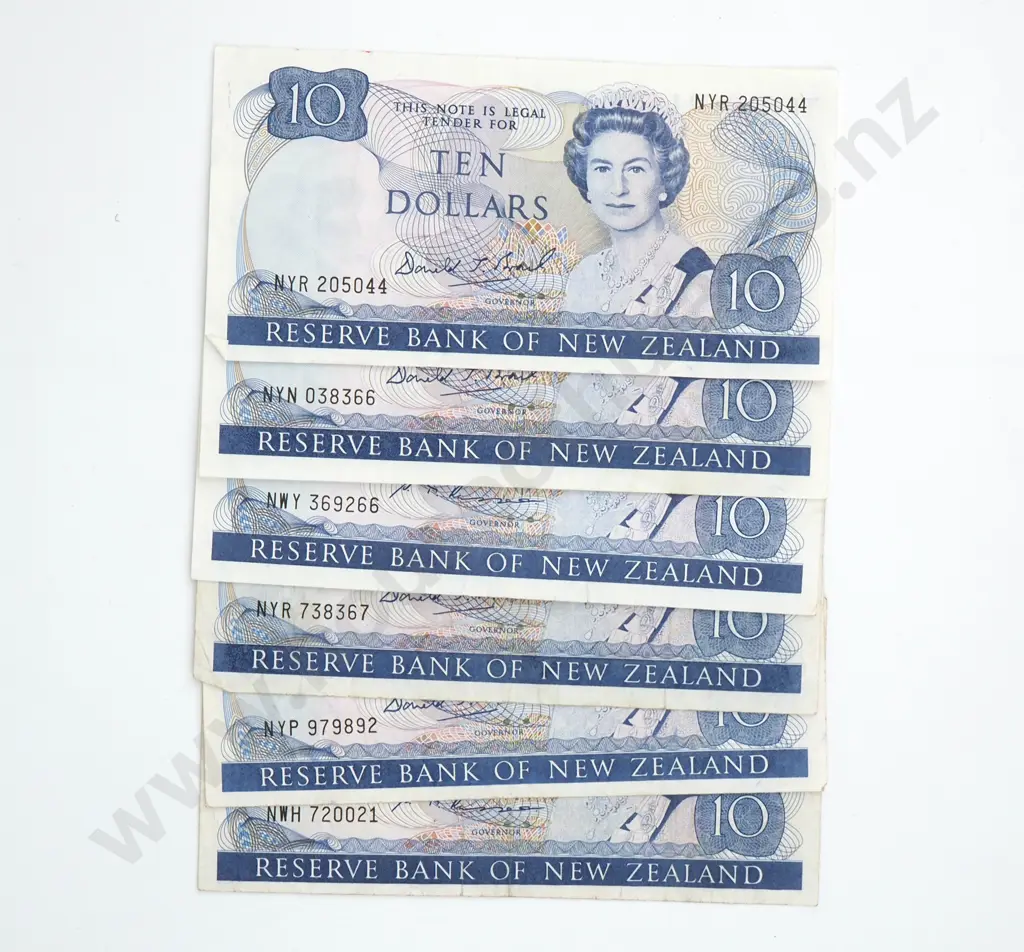 10
THIS NOTE IS LEGAL
TENDER FOR
NYR 205044
TEN
DOLLARS
Donald T. Brash
NYR 205044
GOVERNOR
10
RESERVE BANK OF NEW ZEALAND
NYN 038366
GOVERNOR
10
RESERVE BANK OF NEW ZEALAND
NWY 369266
GOVERNOR
10
RESERVE BANK OF NEW ZEALAND
NYR 738367
GOVERNOR
10
RESERVE BANK OF NEW ZEALAND
NYP 979892
GOVERNOR
10
RESERVE BANK OF NEW ZEALAND
NWH 720021
GOVERNOR
10
RESERVE BANK OF NEW ZEALAND